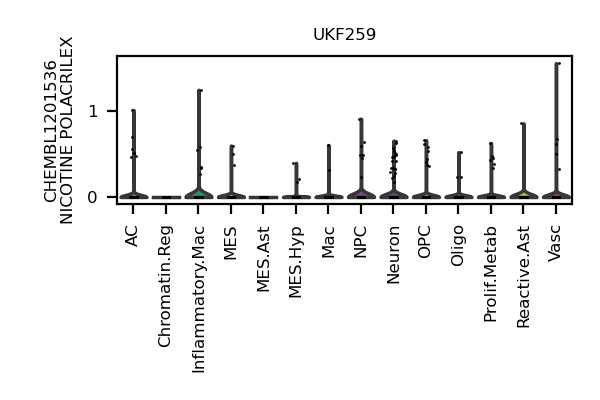 UKF259
CHEMBL1201536
NICOTINE POLACRILEX
1
0
AC
Chromatin.Reg
Inflammatory.Mac
MES
MES.Ast
MES.Hyp
Mac
NPC
Neuron
OPC
Oligo
Prolif.Metab
Reactive.Ast
Vasc